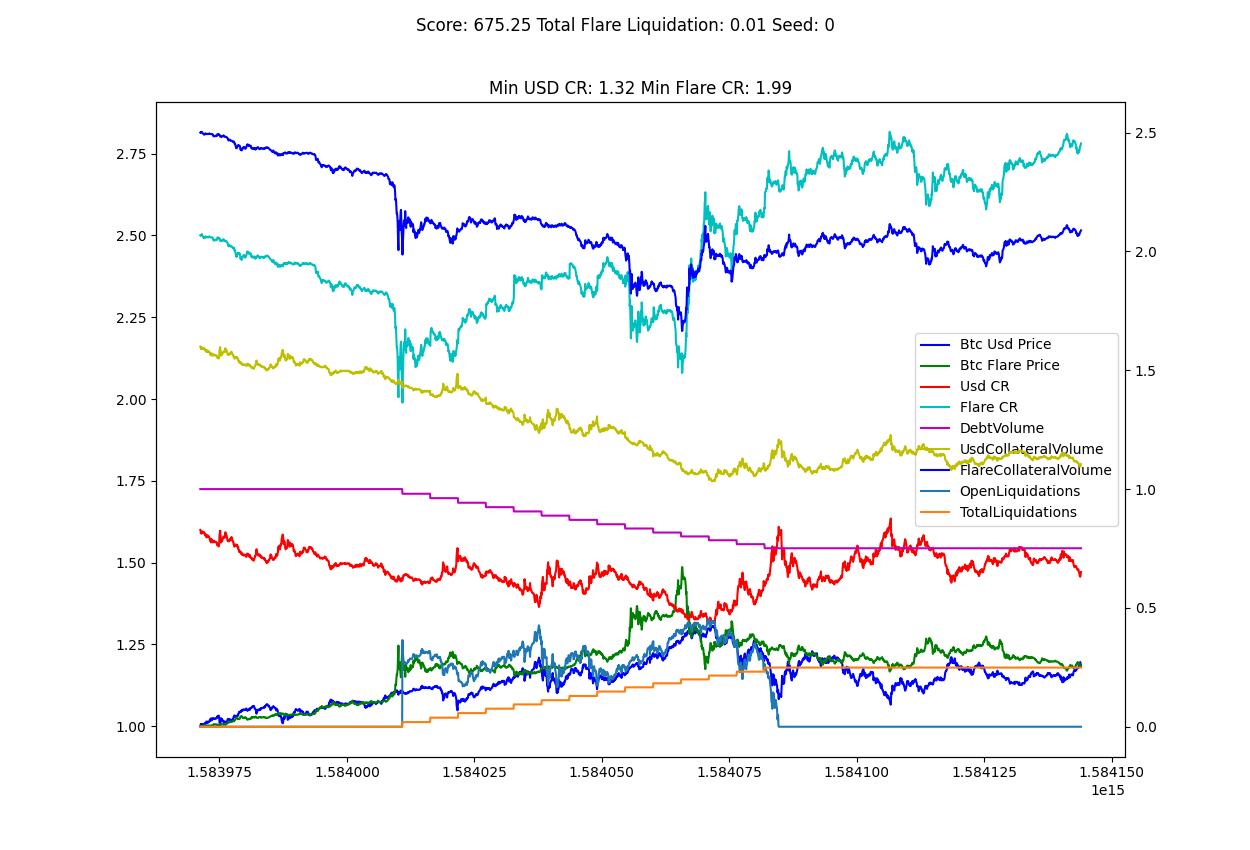 Score: 675.25 Total Flare Liquidation: 0.01 Seed: 0
Min USD CR: 1.32 Min Flare CR: 1.99
2.75
2.50
2.25
2.00
1.75
1.50
1.25
1.00
2.5
2.0
1.5
1.0
0.5
0.0
Btc Usd Price
Btc Flare Price
Usd CR
Flare CR
DebtVolume
UsdCollateralVolume
FlareCollateralVolume
OpenLiquidations
TotalLiquidations
1.583975 1.584000 1.584025 1.584050 1.584075 1.584100 1.584125 1.584150
1e15